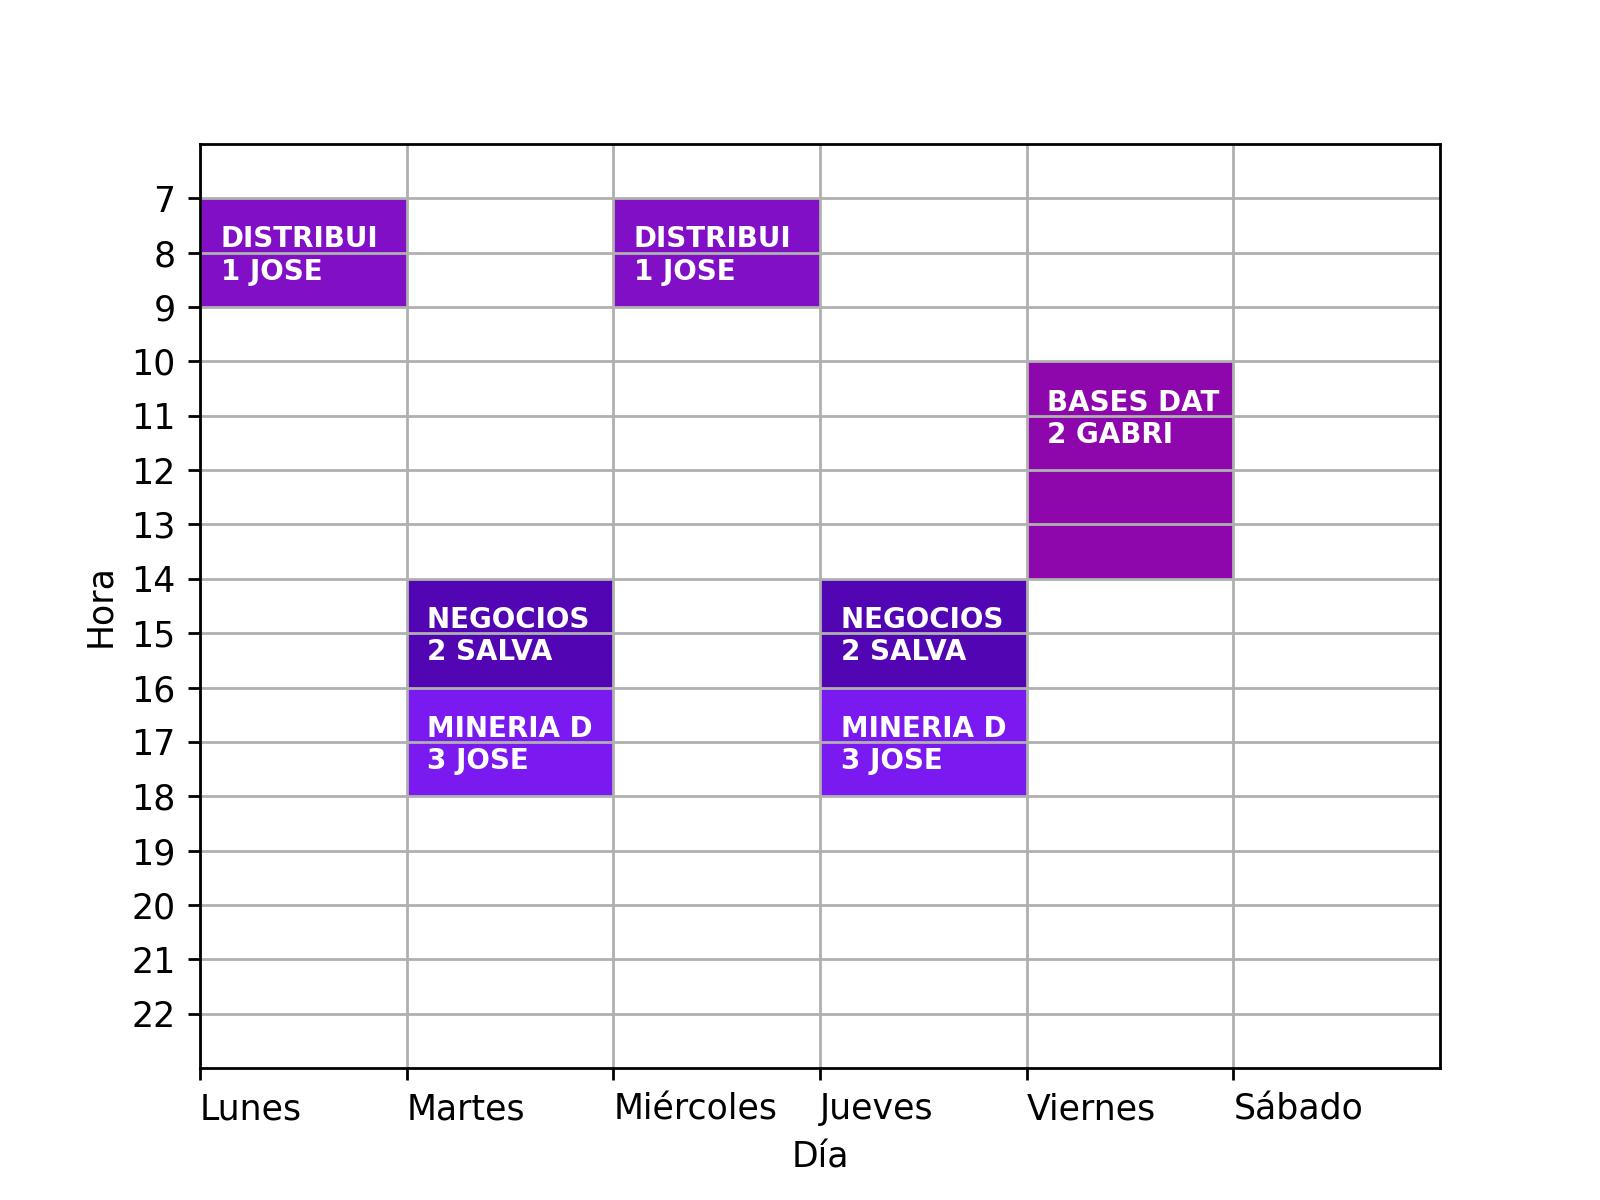 7
8
9
10
11
12
13
14
15
16
17
18
19
20
21
22
Hora
DISTRIBUI
1 JOSE
NEGOCIOS
2 SALVA
MINERIA D
3 JOSE
DISTRIBUI
1 JOSE
NEGOCIOS
2 SALVA
MINERIA D
3 JOSE
BASES DAT
2 GABRI
Lunes Martes Miércoles Jueves Viernes Sábado
Día